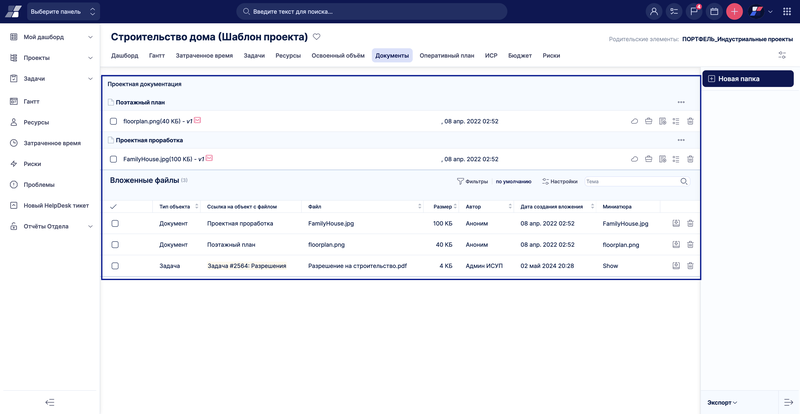 Выберите панель
Введите текст для поиска...
4
Мой дашборд
Проекты
Задачи
Гантт
Ресурсы
Затраченное время
Риски
Проблемы
Новый HelpDesk тикет
Отчёты Отдела
Строительство дома (Шаблон проекта)
Родительские элементы: ПОРТФЕЛЬ_Индустриальные проекты
Дашборд Гантт Затраченное время Задачи Ресурсы Освоенный объём Документы Оперативный план ИСР Бюджет Риски
Новая папка
Проектная документация
Поэтажный план
floorplan.png(40 КБ) - v1 , 08 апр. 2022 02:52
Проектная проработка
FamilyHouse.jpg(100 КБ) - v1 , 08 апр. 2022 02:52
Вложенные файлы (3) Фильтры по умолчанию Настройки Тема
Тип объекта Ссылка на объект с файлом Файл Размер Автор Дата создания вложения Миниатюра
Документ Проектная проработка FamilyHouse.jpg 100 КБ Аноним 08 апр. 2022 02:52 FamilyHouse.jpg
Документ Поэтажный план floorplan.png 40 КБ Аноним 08 апр. 2022 02:52 floorplan.png
Задача Задача #2564: Разрешения Разрешение на строительство.pdf 4 КБ Админ ИСУП 02 май 2024 20:28 Show
Экспорт